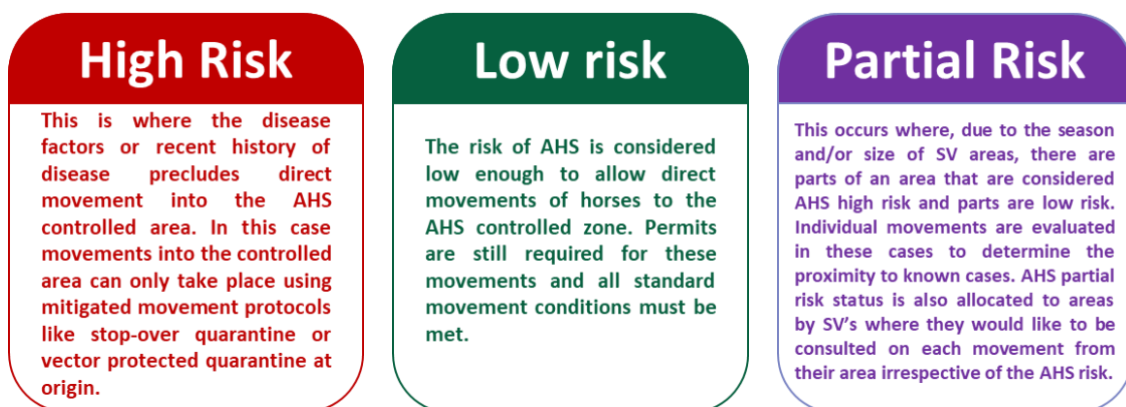 High Risk
This is where the disease
factors or recent history of
disease precludes direct
movement into the AHS
controlled area. In this case
movements into the controlled
area can only take place using
mitigated movement protocols
like stop-over quarantine or
vector protected quarantine at
origin.
Low risk
The risk of AHS is considered
low enough to allow direct
movements of horses to the
AHS controlled zone. Permits
are still required for these
movements and all standard
movement conditions must be
met.
Partial Risk
This occurs where, due to the season
and/or size of SV areas, there are
parts of an area that are considered
AHS high risk and parts are low risk.
Individual movements are evaluated
in these cases to determine the
proximity to known cases. AHS partial
risk status is also allocated to areas
by SV's where they would like to be
consulted on each movement from
their area irrespective of the AHS risk.